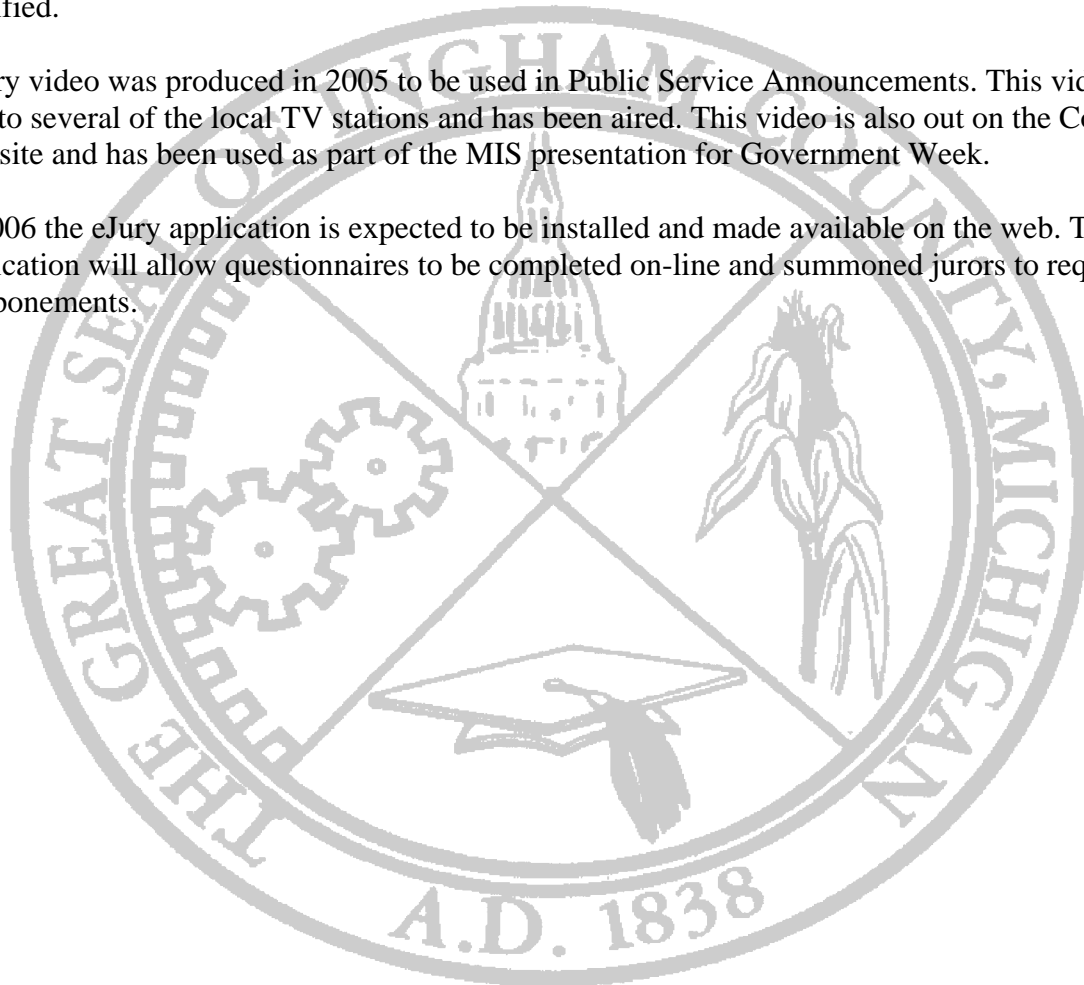 ified.
ry video was produced in 2005 to be used in Public Service Announcements. This vid
to several of the local TV stations and has been aired. This video is also out on the Co
site and has been used as part of the MIS presentation for Government Week.
006 the eJury application is expected to be installed and made available on the web. T
ication will allow questionnaires to be completed on-line and summoned jurors to req
ponements.
THE GREAT SEAL OF INGHAM COUNTY, MICHIGAN
A.D. 1838